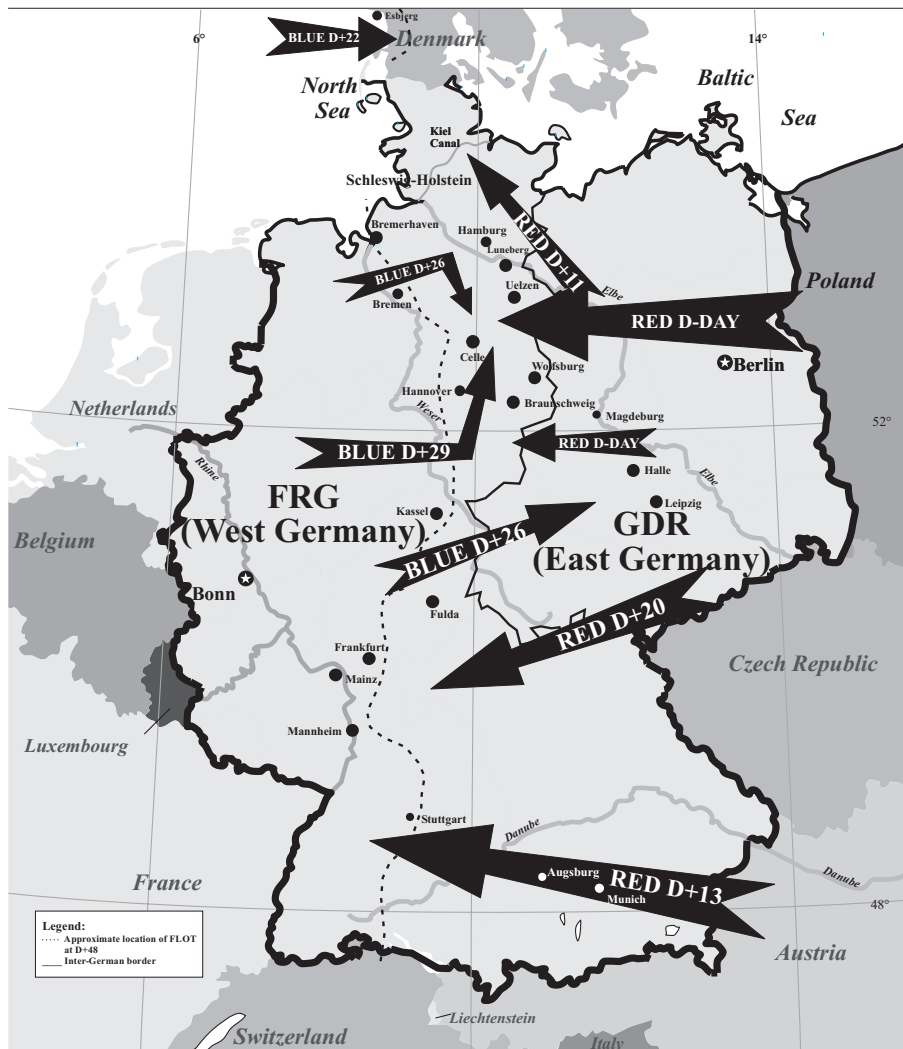 Esbjerg
BLUE D+22
Denmark
6°
14°
North
Sea
Baltic
Sea
Kiel
Canal
Schleswig-Holstein
Bremerhaven
Hamburg
Luneberg
RED D+11
BLUE D+26
Bremen
Uelzen
Elbe
Poland
RED D-DAY
Celle
Berlin
Wolfsburg
Hannover
Braunschweig
Netherlands
Weser
Magdeburg
52°
BLUE D+29
RED D-DAY
Rhine
Halle
Elbe
FRG
(West Germany)
Kassel
Leipzig
GDR
(East Germany)
Belgium
BLUE D+26
Bonn
Fulda
RED D+20
Frankfurt
Mainz
Czech Republic
Mannheim
Luxembourg
Stuttgart
Danube
Augsburg
RED D+13
Munich
Danube
France
48°
Legend:
..... Approximate location of FLOT
at D+48
___ Inter-German border
Austria
Liechtenstein
Switzerland
Italy